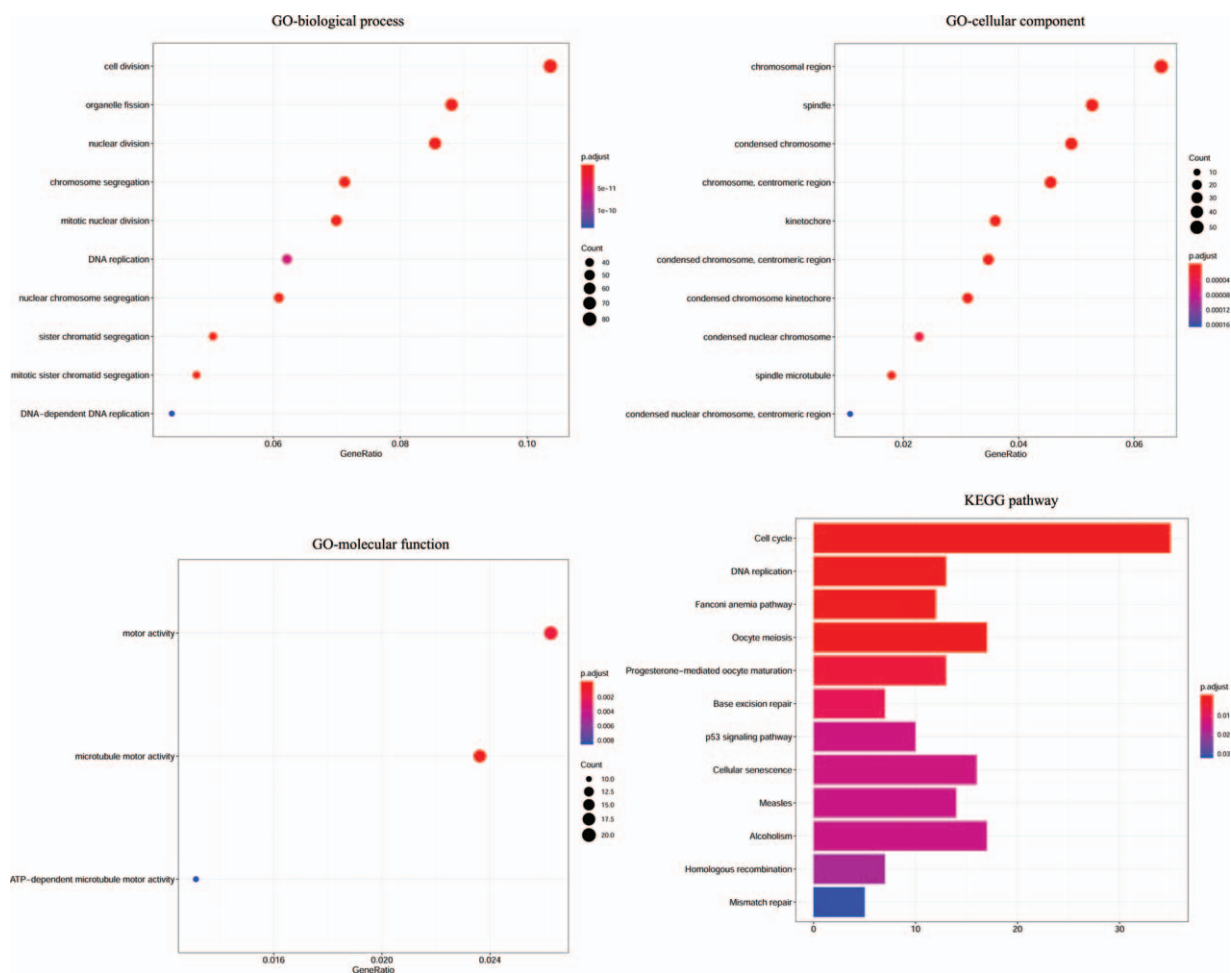 GO-biological process
cell division
organelle fission
nuclear division
chromosome segregation
mitotic nuclear division
DNA replication
nuclear chromosome segregation
sister chromatid segregation
mitotic sister chromatid segregation
DNA-dependent DNA replication
0.06 0.08 0.10
GeneRatio
p.adjust
5e-11
1e-10
Count
40
50
60
70
80
GO-cellular component
chromosomal region
spindle
condensed chromosome
chromosome, centromeric region
kinetochore
condensed chromosome, centromeric region
condensed chromosome kinetochore
condensed nuclear chromosome
spindle microtubule
condensed nuclear chromosome, centromeric region
0.02 0.04 0.06
GeneRatio
Count
10
20
30
40
50
p.adjust
0.00004
0.00008
0.00012
0.00016
GO-molecular function
motor activity
microtubule motor activity
ATP-dependent microtubule motor activity
0.016 0.020 0.024
GeneRatio
p.adjust
0.002
0.004
0.006
0.008
Count
10.0
12.5
15.0
17.5
20.0
KEGG pathway
Cell cycle
DNA replication
Fanconi anemia pathway
Oocyte meiosis
Progesterone-mediated oocyte maturation
Base excision repair
p53 signaling pathway
Cellular senescence
Measles
Alcoholism
Homologous recombination
Mismatch repair
0 10 20 30
p.adjust
0.01
0.02
0.03